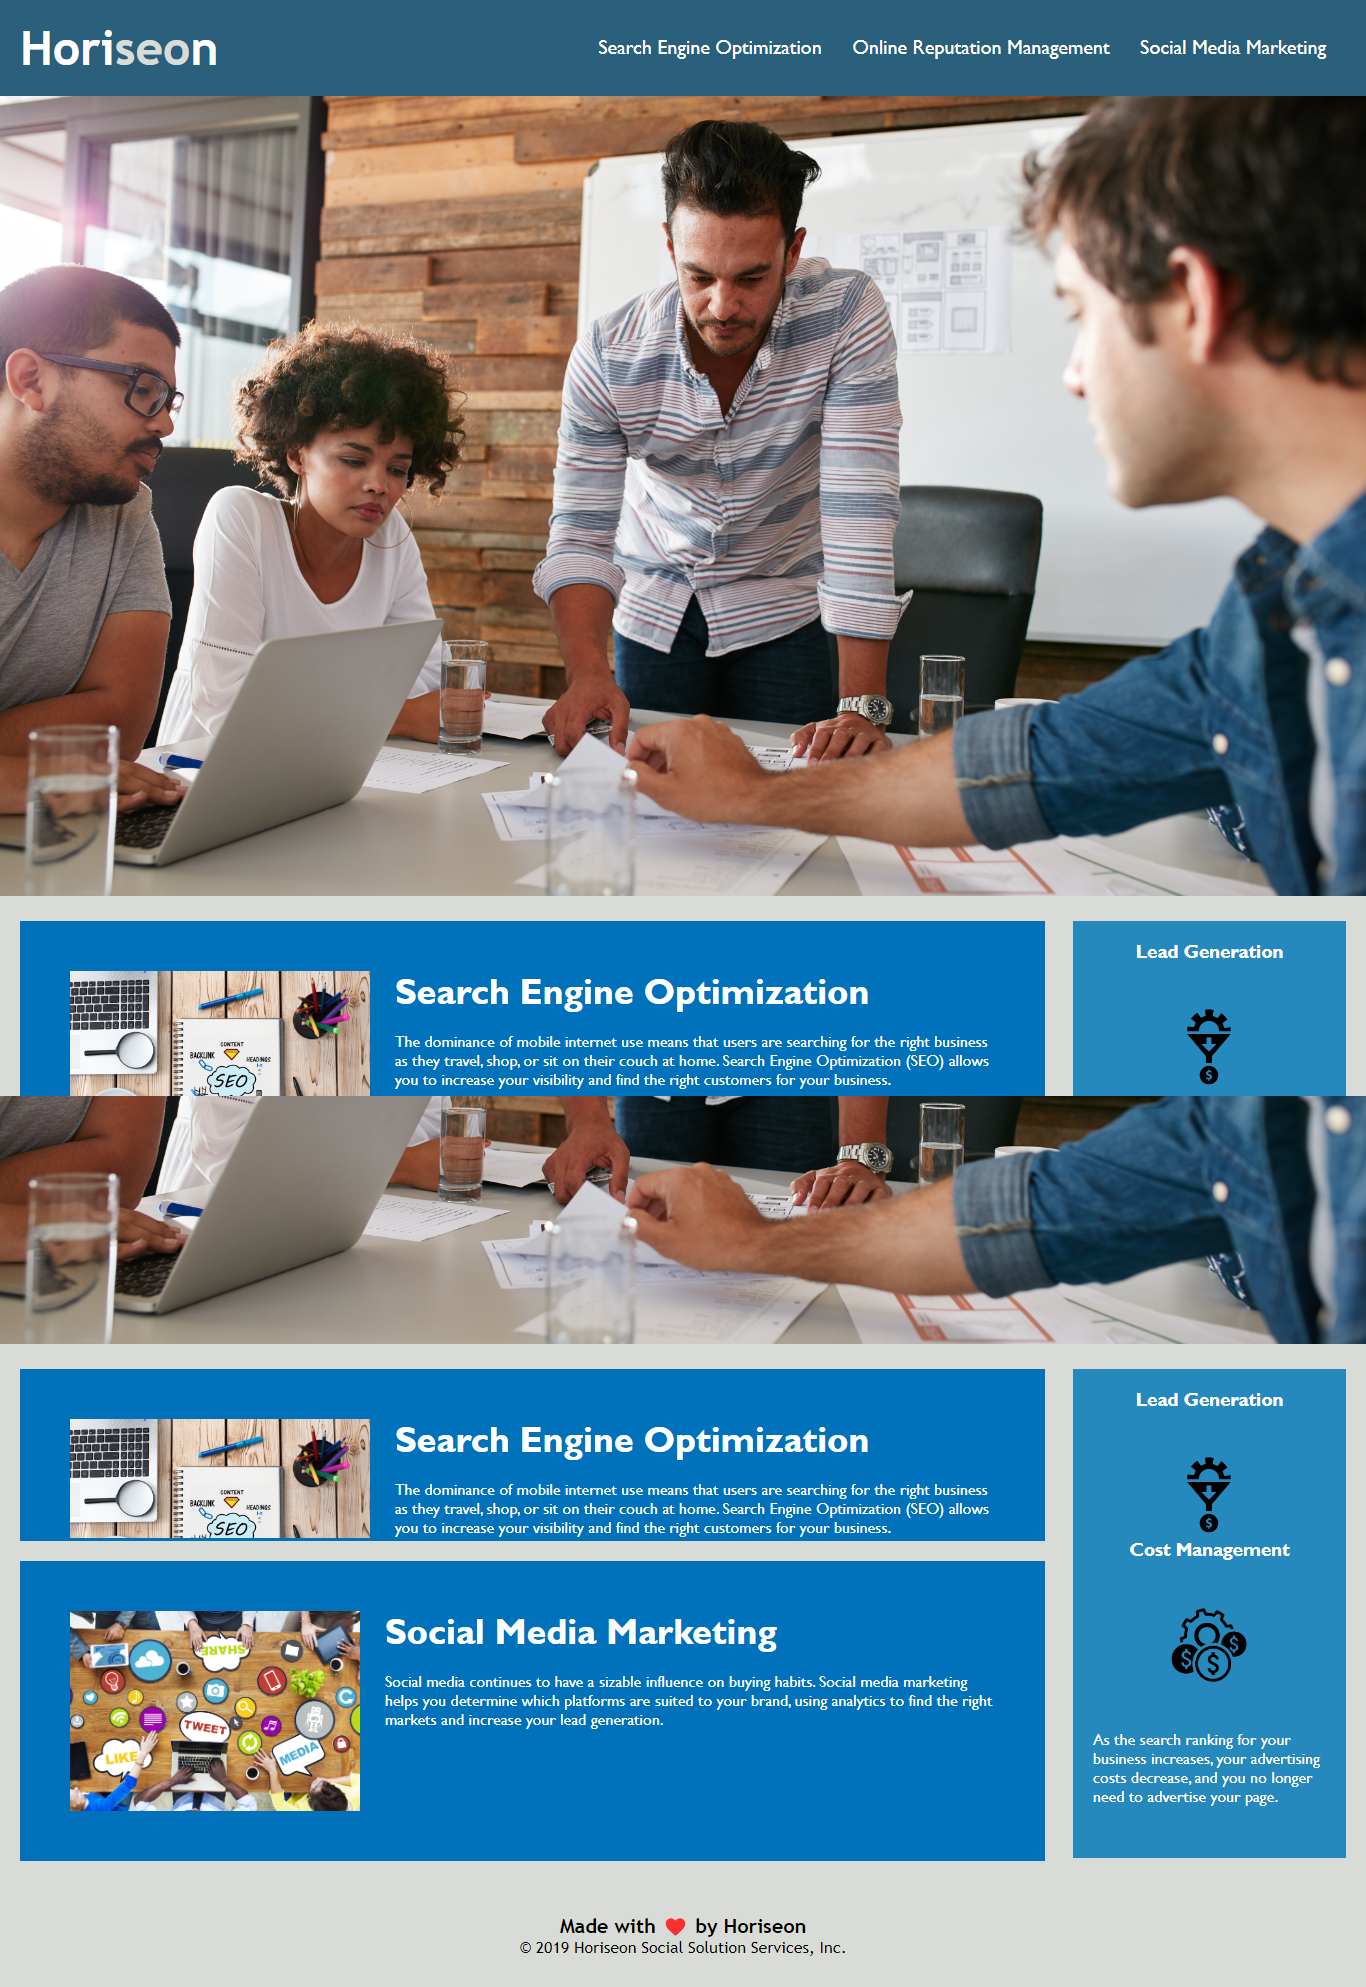 Horiseon
Search Engine Optimization
Online Reputation Management
Social Media Marketing
Search Engine Optimization
The dominance of mobile internet use means that users are searching for the right business
as they travel, shop, or sit on their couch at home. Search Engine Optimization (SEO) allows
you to increase your visibility and find the right customers for your business.
CONTENT
BACKLINK
HEADINGS
SEO
Lead Generation
Search Engine Optimization
The dominance of mobile internet use means that users are searching for the right business
as they travel, shop, or sit on their couch at home. Search Engine Optimization (SEO) allows
you to increase your visibility and find the right customers for your business.
CONTENT
BACKLINK
HEADINGS
SEO
Social Media Marketing
Social media continues to have a sizable influence on buying habits. Social media marketing
helps you determine which platforms are suited to your brand, using analytics to find the right
markets and increase your lead generation.
SHARE
TWEET
LIKE
MEDIA
Lead Generation
$
Cost Management
$ $ $
As the search ranking for your
business increases, your advertising
costs decrease, and you no longer
need to advertise your page.
Made with ❤️ by Horiseon
© 2019 Horiseon Social Solution Services, Inc.